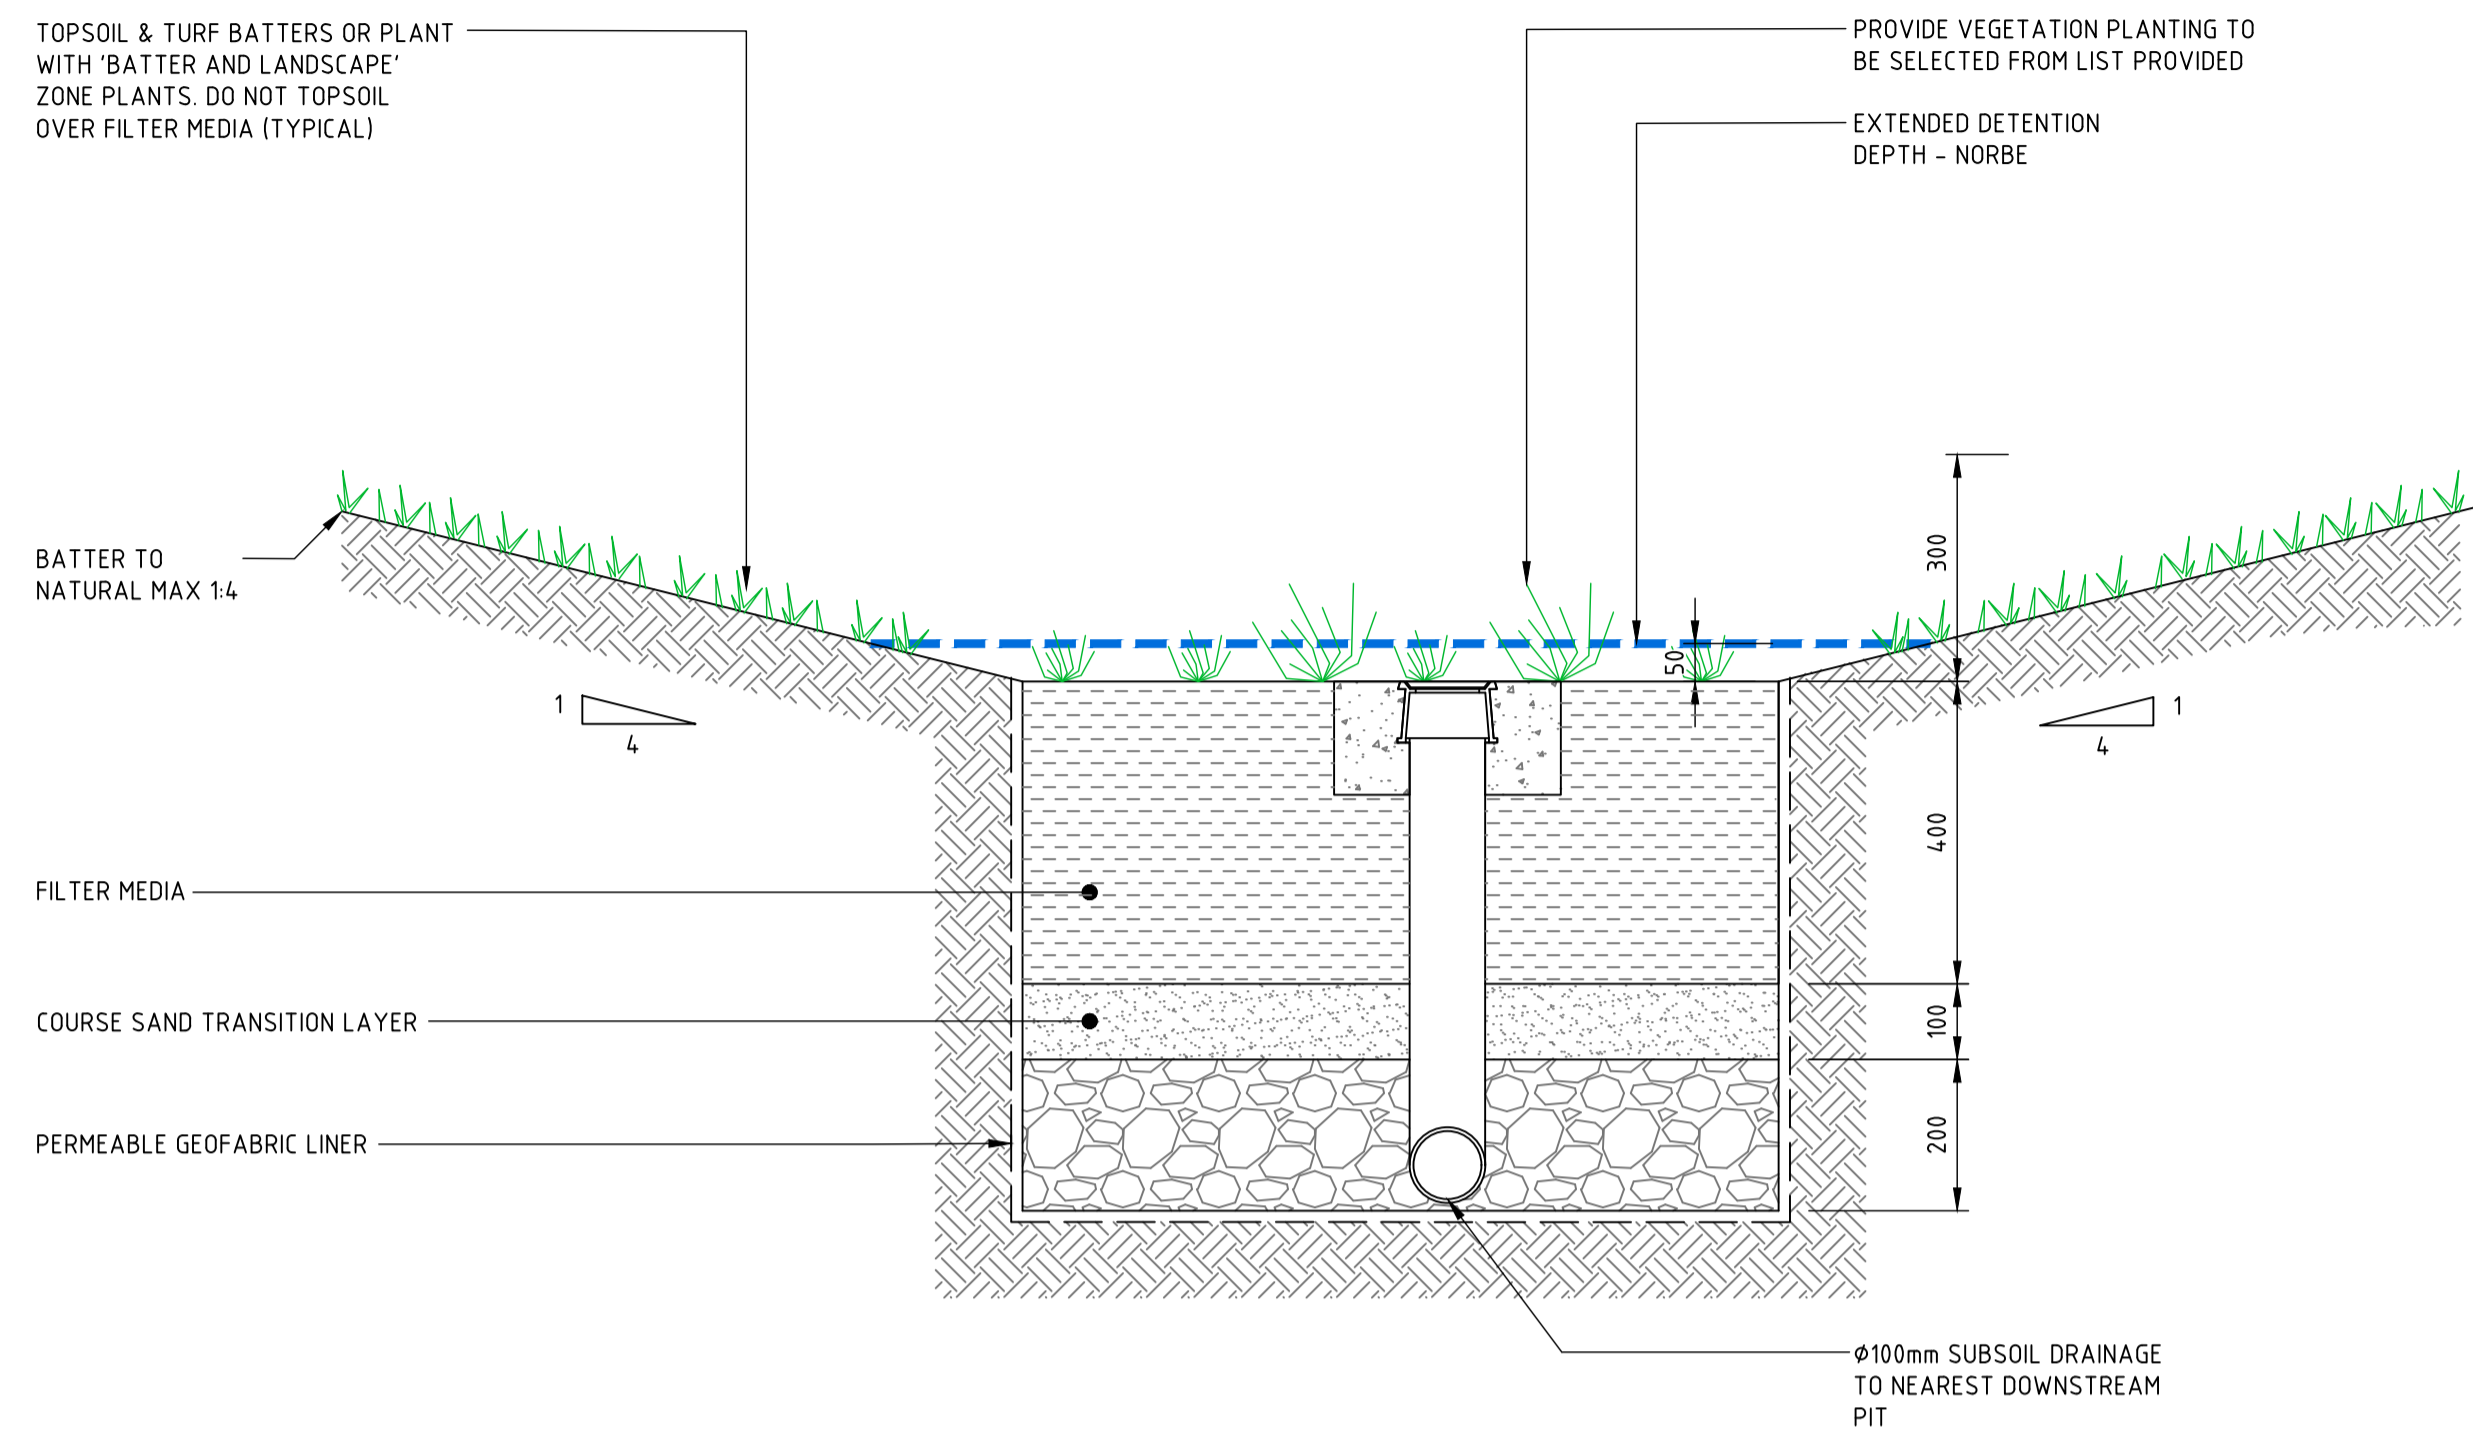 TOPSOIL & TURF BATTERS OR PLANT
WITH 'BATTER AND LANDSCAPE'
ZONE PLANTS. DO NOT TOPSOIL
OVER FILTER MEDIA (TYPICAL)
PROVIDE VEGETATION PLANTING TO
BE SELECTED FROM LIST PROVIDED
EXTENDED DETENTION
DEPTH - NORBE
BATTER TO
NATURAL MAX 1:4
300
50
1
4
1
4
400
FILTER MEDIA
COURSE SAND TRANSITION LAYER
100
PERMEABLE GEOFABRIC LINER
200
Ø100mm SUBSOIL DRAINAGE
TO NEAREST DOWNSTREAM
PIT